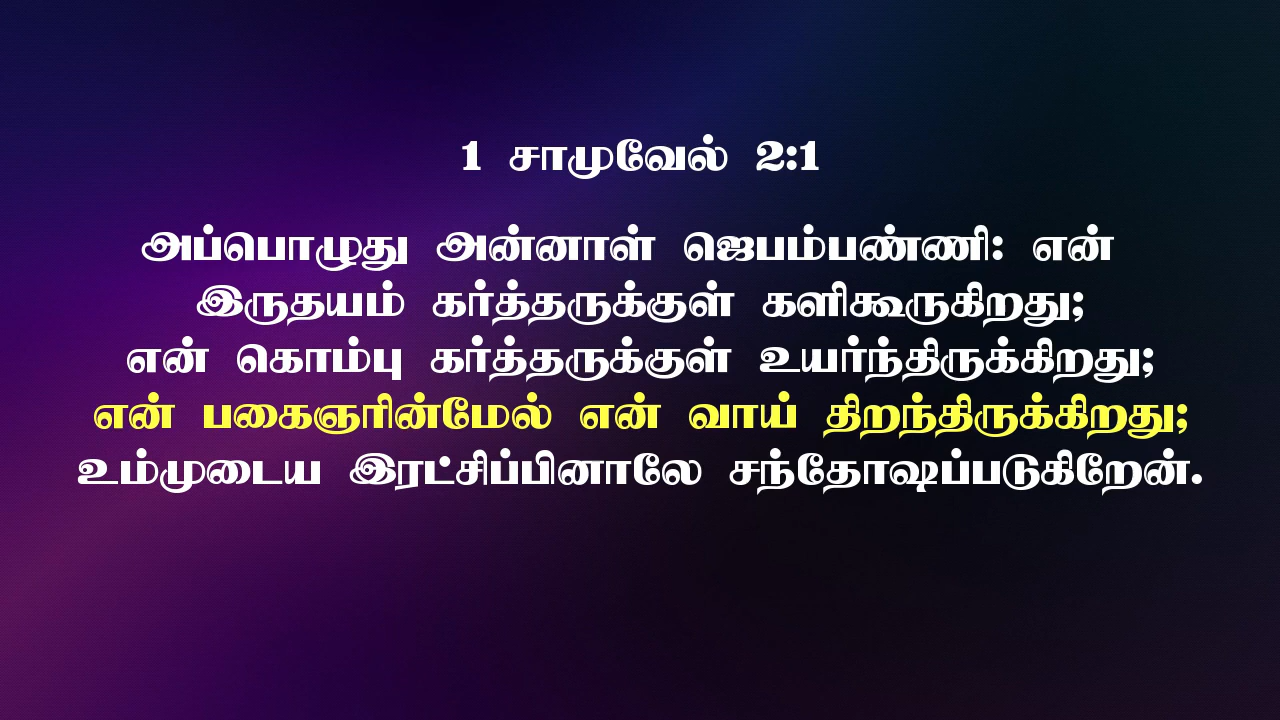 1 சாமுவேல் 2:1
அப்பொழுது அன்னாள் ஜெபம்பண்ணி: என்
இருதயம் கர்த்தருக்குள் களிகூருகிறது;
என் கொம்பு கர்த்தருக்குள் உயர்ந்திருக்கிறது;
என் பகைஞரின்மேல் என் வாய் திறந்திருக்கிறது;
உம்முடைய இரட்சிப்பினாலே சந்தோஷப்படுகிறேன்.